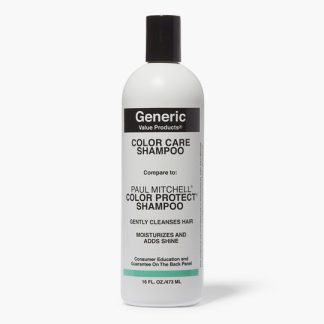 Generic
Value Products®
COLOR CARE
SHAMPOO
Compare to:
PAUL MITCHELL®
COLOR PROTECT®
SHAMPOO
GENTLY CLEANSES HAIR
MOISTURIZES AND
ADDS SHINE
Consumer Education and
Guarantee On The Back Panel
16 FL. OZ./473 ML